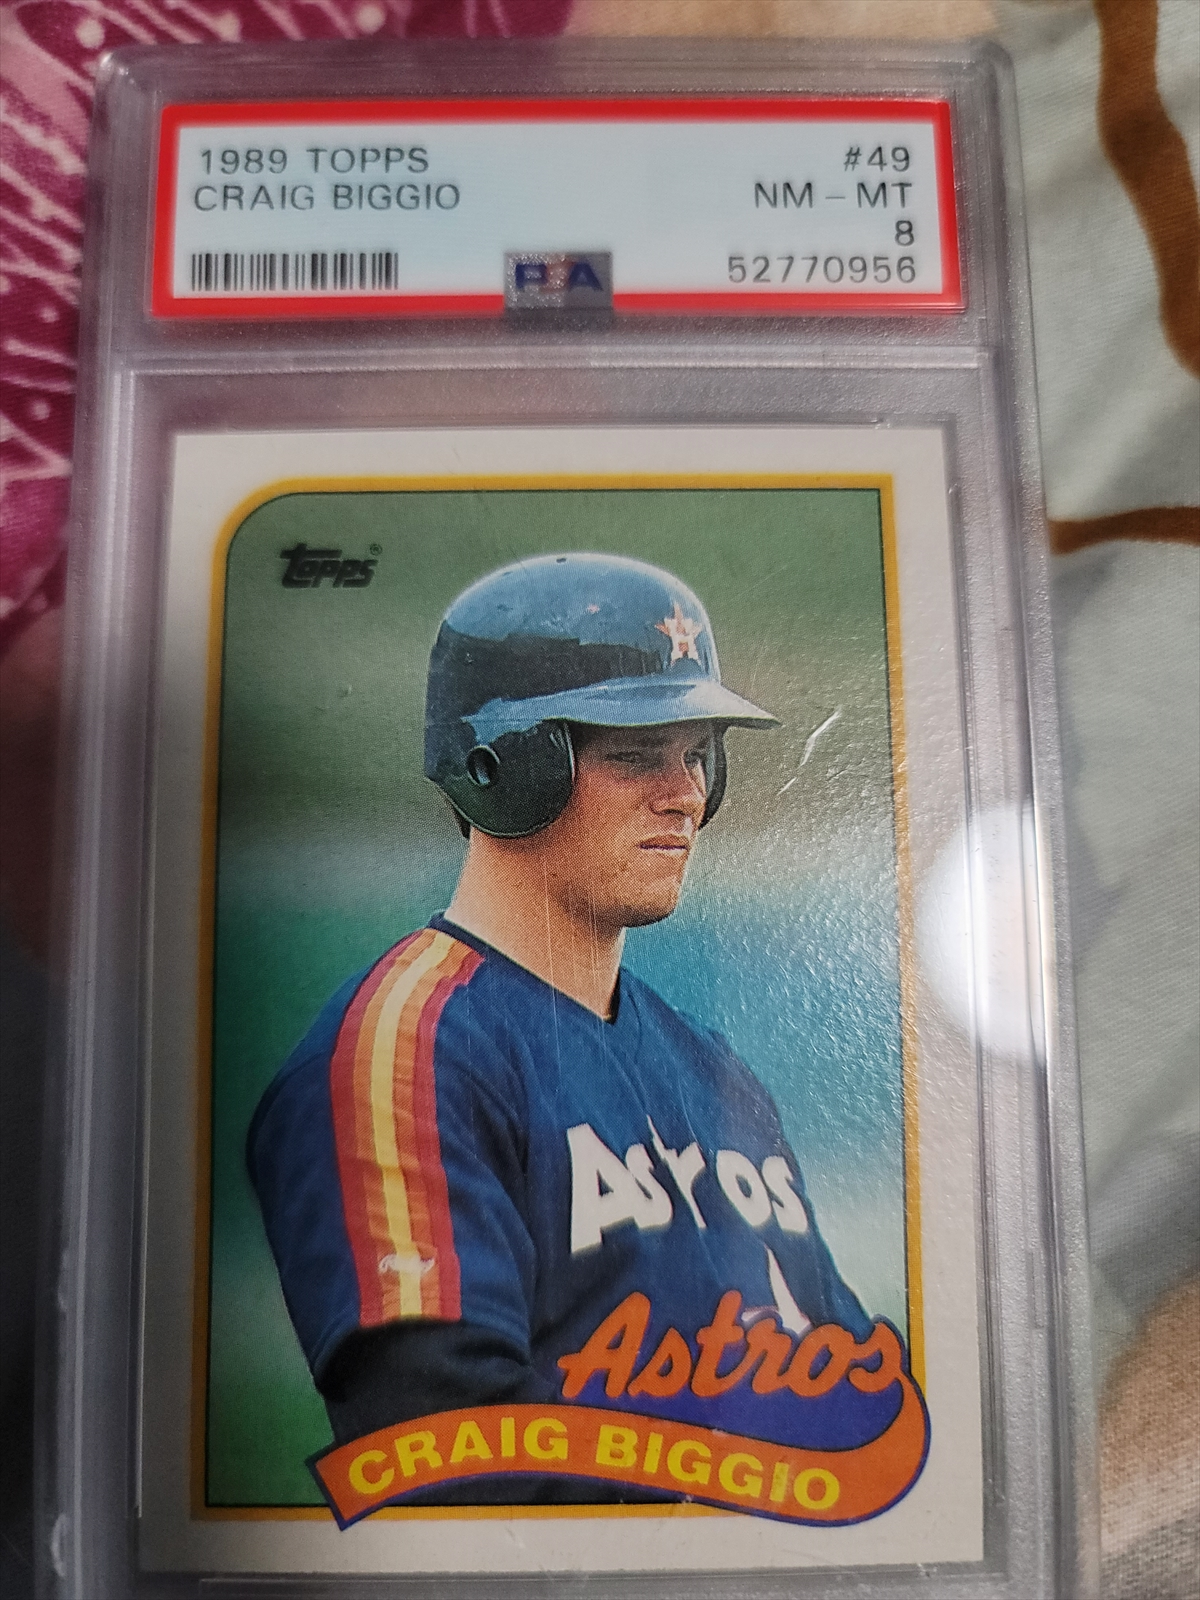 1989 TOPPS #49
CRAIG BIGGIO NM - MT
8
52770956
PSA
Topps®
H
Astros
Astros
CRAIG BIGGIO